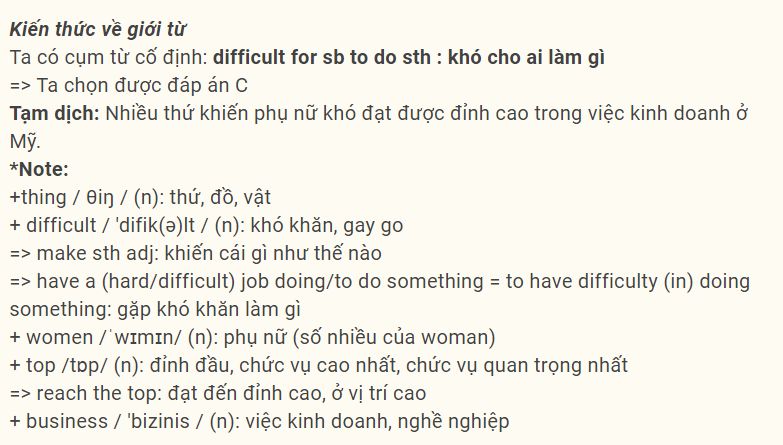 Kiến thức về giới từ
Ta có cụm từ cố định: difficult for sb to do sth : khó cho ai làm gì
=> Ta chọn được đáp án C
Tạm dịch: Nhiều thứ khiến phụ nữ khó đạt được đỉnh cao trong việc kinh doanh ở
Mỹ.
*Note:
+thing / θiŋ / (n): thứ, đồ, vật
+ difficult / 'difik(ə)lt / (n): khó khăn, gay go
=> make sth adj: khiến cái gì như thế nào
=> have a (hard/difficult) job doing/to do something = to have difficulty (in) doing
something: gặp khó khăn làm gì
+ women /ˈwɪmɪn/ (n): phụ nữ (số nhiều của woman)
+ top /tɒp/ (n): đỉnh đầu, chức vụ cao nhất, chức vụ quan trọng nhất
=> reach the top: đạt đến đỉnh cao, ở vị trí cao
+ business / 'bizinis / (n): việc kinh doanh, nghề nghiệp